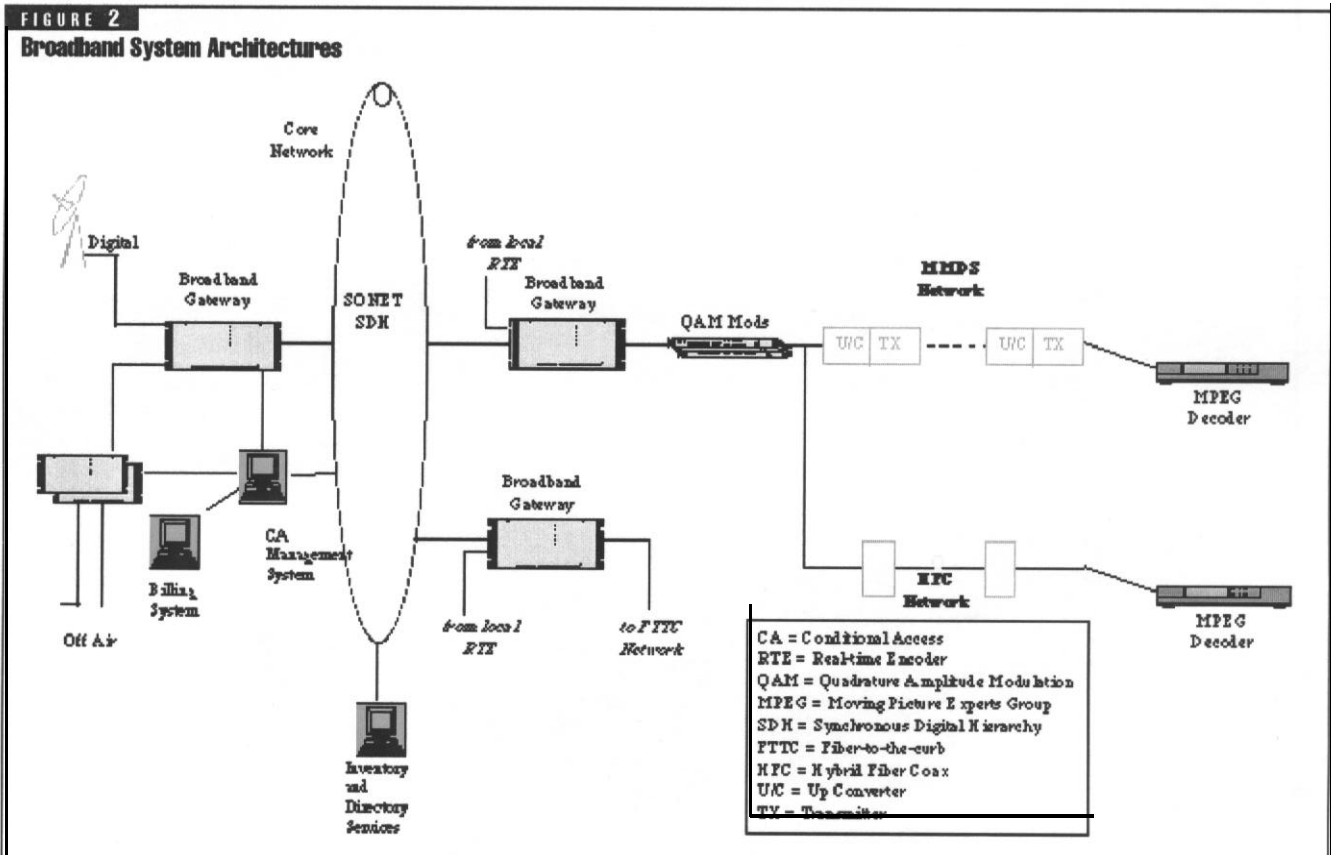 FIGURE 2
Broadband System Architectures
Core
Network
Digital
Broadband
Gateway
SONET
SDH
from local
RTE
Broadband
Gateway
QAM Mods
MMDS
Network
U/C TX
U/C TX
MPEG
Decoder
CA
Management
System
Billing
System
Off Air
Broadband
Gateway
from local
RTE
to FTTC
Network
HFC
Network
MPEG
Decoder
Inventory
and
Directory
Services
CA = Conditional Access
RTE = Real-time Encoder
QAM = Quadrature Amplitude Modulation
MPEG = Moving Picture Experts Group
SDH = Synchronous Digital Hierarchy
FTTC = Fiber-to-the-curb
HFC = Hybrid Fiber Coax
U/C = Up Converter
TX = Transmitter